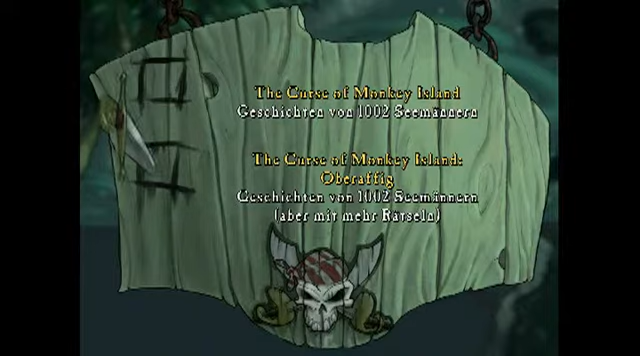 The Curse of Monkey Island
Geschichten von 1002 Seemännern
The Curse of Monkey Island:
Oberaffig
Geschichten von 1002 Seemännern
(aber mit mehr Rätseln)